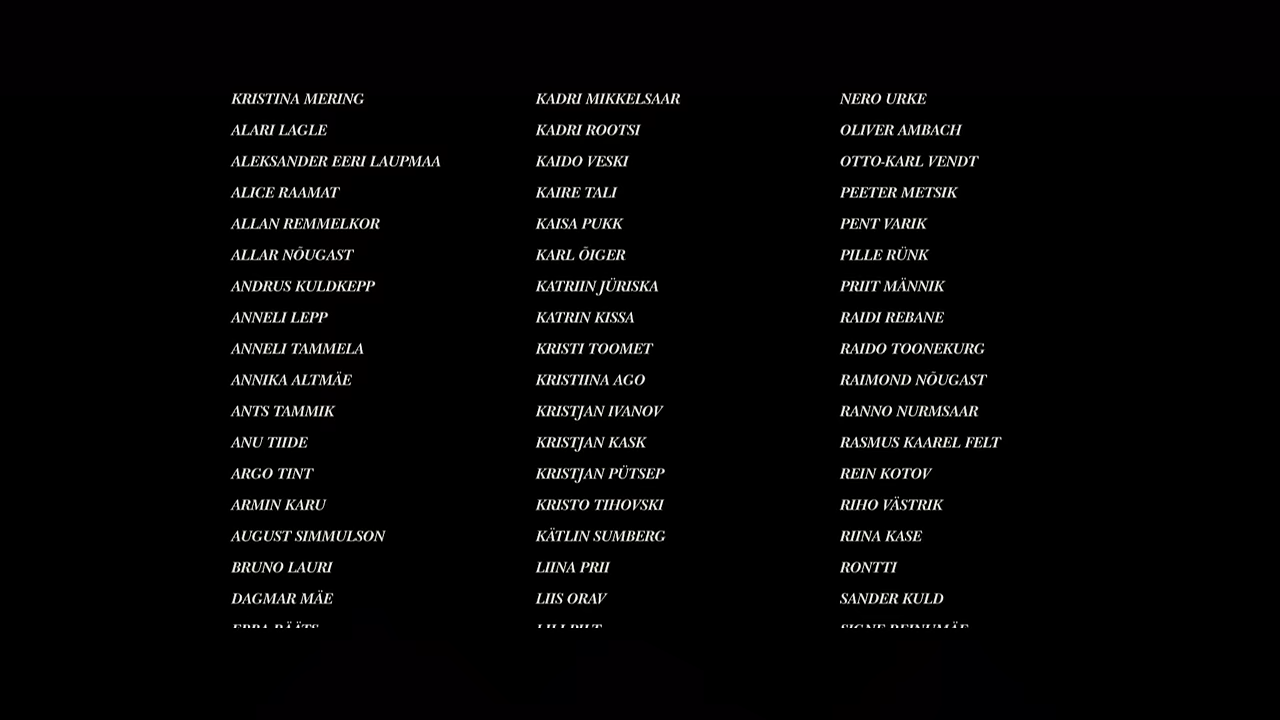 KRISTINA MERING
ALARI LAGLE
ALEKSANDER EERI LAUPMAA
ALICE RAAMAT
ALLAN REMMELKOR
ALLAR NÕUGAST
ANDRUS KULDKEPP
ANNELI LEPP
ANNELI TAMMELA
ANNIKA ALTMÄE
ANTS TAMMIK
ANU TIIDE
ARGO TINT
ARMIN KARU
AUGUST SIMMULSON
BRUNO LAURI
DAGMAR MÄE
KADRI MIKKELSAAR
KADRI ROOTSI
KAIDO VESKI
KAIRE TALI
KAISA PUKK
KARL ÕIGER
KATRIIN JÜRISKA
KATRIN KISSA
KRISTI TOOMET
KRISTIINA AGO
KRISTJAN IVANOV
KRISTJAN KASK
KRISTJAN PÜTSEP
KRISTO TIHOVSKI
KÄTLIN SUMBERG
LIINA PRII
LIIS ORAV
NERO URKE
OLIVER AMBACH
OTTO-KARL VENDT
PEETER METSIK
PENT VARIK
PILLE RÜNK
PRIIT MÄNNIK
RAIDI REBANE
RAIDO TOONEKURG
RAIMOND NÕUGAST
RANNO NURMSAAR
RASMUS KAAREL FELT
REIN KOTOV
RIHO VÄSTRIK
RIINA KASE
RONTTI
SANDER KULD